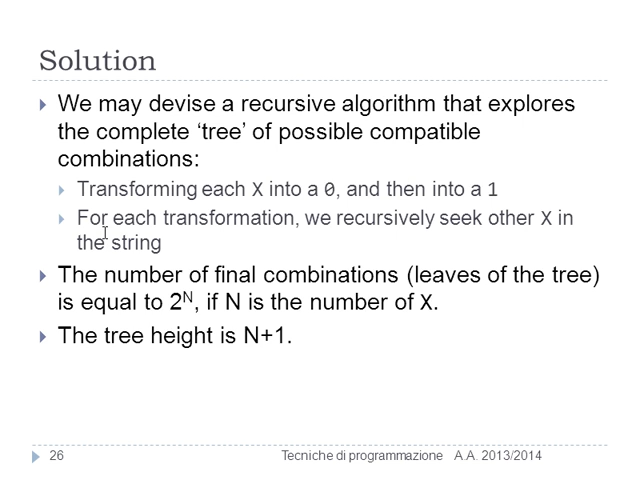 Solution
We may devise a recursive algorithm that explores
the complete ‘tree’ of possible compatible
combinations:
Transforming each X into a 0, and then into a 1
For each transformation, we recursively seek other X in
the string
The number of final combinations (leaves of the tree)
is equal to 2ᴺ, if N is the number of X.
The tree height is N+1.
26 Tecniche di programmazione A.A. 2013/2014